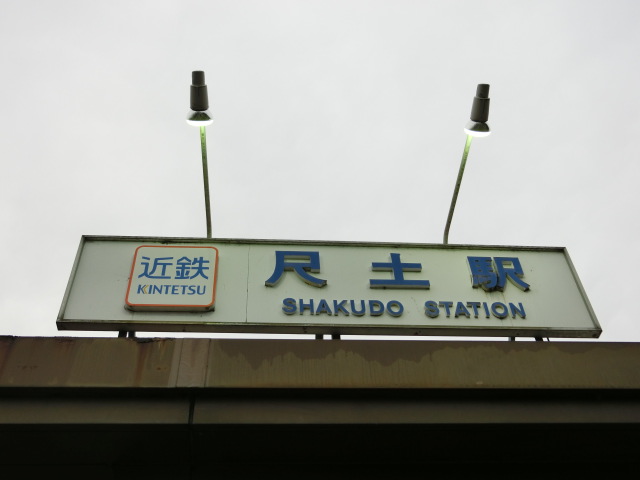 近鉄
KINTETSU
尺土駅
SHAKUDO STATION